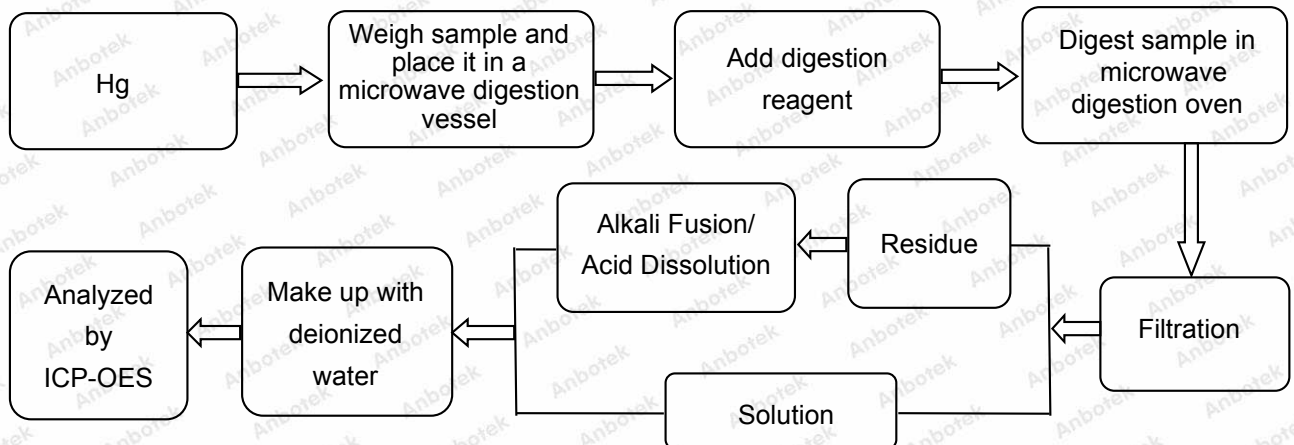 Hg
Weigh sample and
place it in a
microwave digestion
vessel
Add digestion
reagent
Digest sample in
microwave
digestion oven
Filtration
Residue
Alkali Fusion/
Acid Dissolution
Solution
Make up with
deionized
water
Analyzed
by
ICP-OES
Anbotek